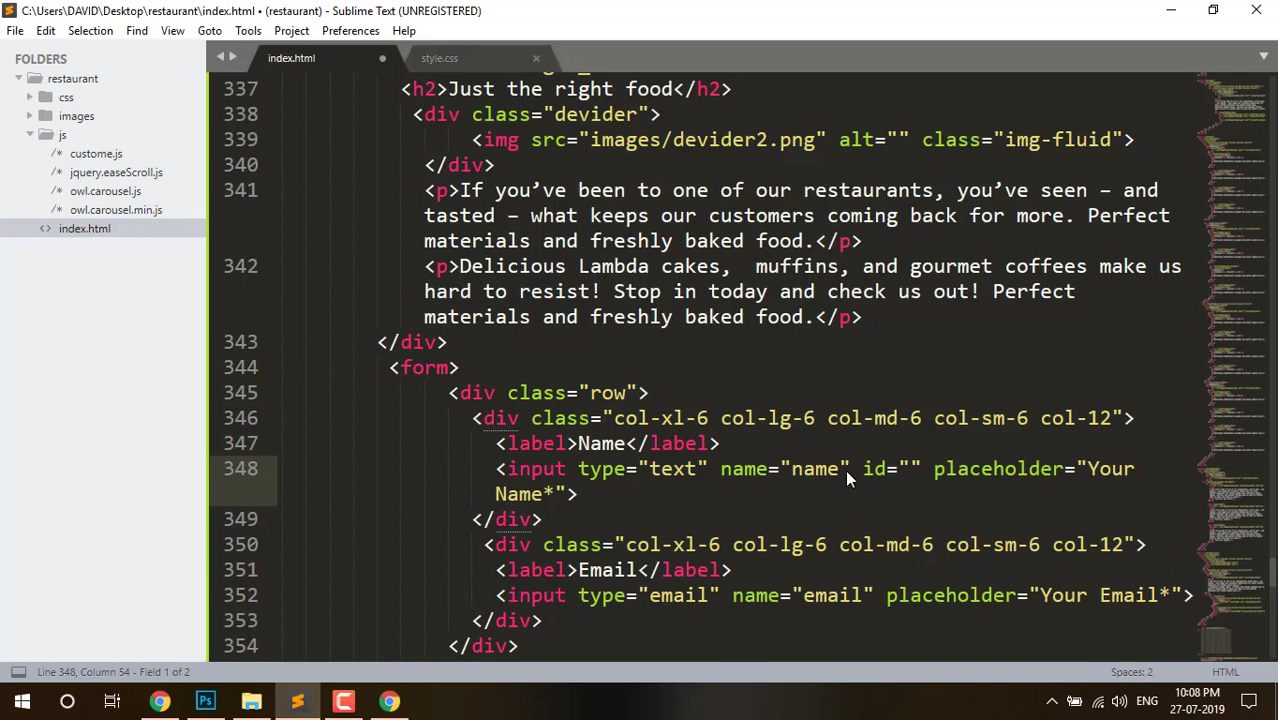 C:\Users\DAVID\Desktop\restaurant\index.html • (restaurant) - Sublime Text (UNREGISTERED)
File Edit Selection Find View Goto Tools Project Preferences Help
FOLDERS
restaurant
css
images
js
/* custome.js
/* jquery.easeScroll.js
/* owl.carousel.js
/* owl.carousel.min.js
<> index.html
index.html
style.css
337 <h2>Just the right food</h2>
338 <div class="devider">
339 <img src="images/devider2.png" alt="" class="img-fluid">
340 </div>
341 <p>If you’ve been to one of our restaurants, you’ve seen – and
tasted – what keeps our customers coming back for more. Perfect
materials and freshly baked food.</p>
342 <p>Delicious Lambda cakes,  muffins, and gourmet coffees make us
hard to resist! Stop in today and check us out! Perfect
materials and freshly baked food.</p>
343 </div>
344 <form>
345 <div class="row">
346 <div class="col-xl-6 col-lg-6 col-md-6 col-sm-6 col-12">
347 <label>Name</label>
348 <input type="text" name="name" id="" placeholder="Your
Name*">
349 </div>
350 <div class="col-xl-6 col-lg-6 col-md-6 col-sm-6 col-12">
351 <label>Email</label>
352 <input type="email" name="email" placeholder="Your Email*">
353 </div>
354 </div>
Line 348, Column 54 - Field 1 of 2
Spaces: 2
HTML
ENG
10:08 PM
27-07-2019